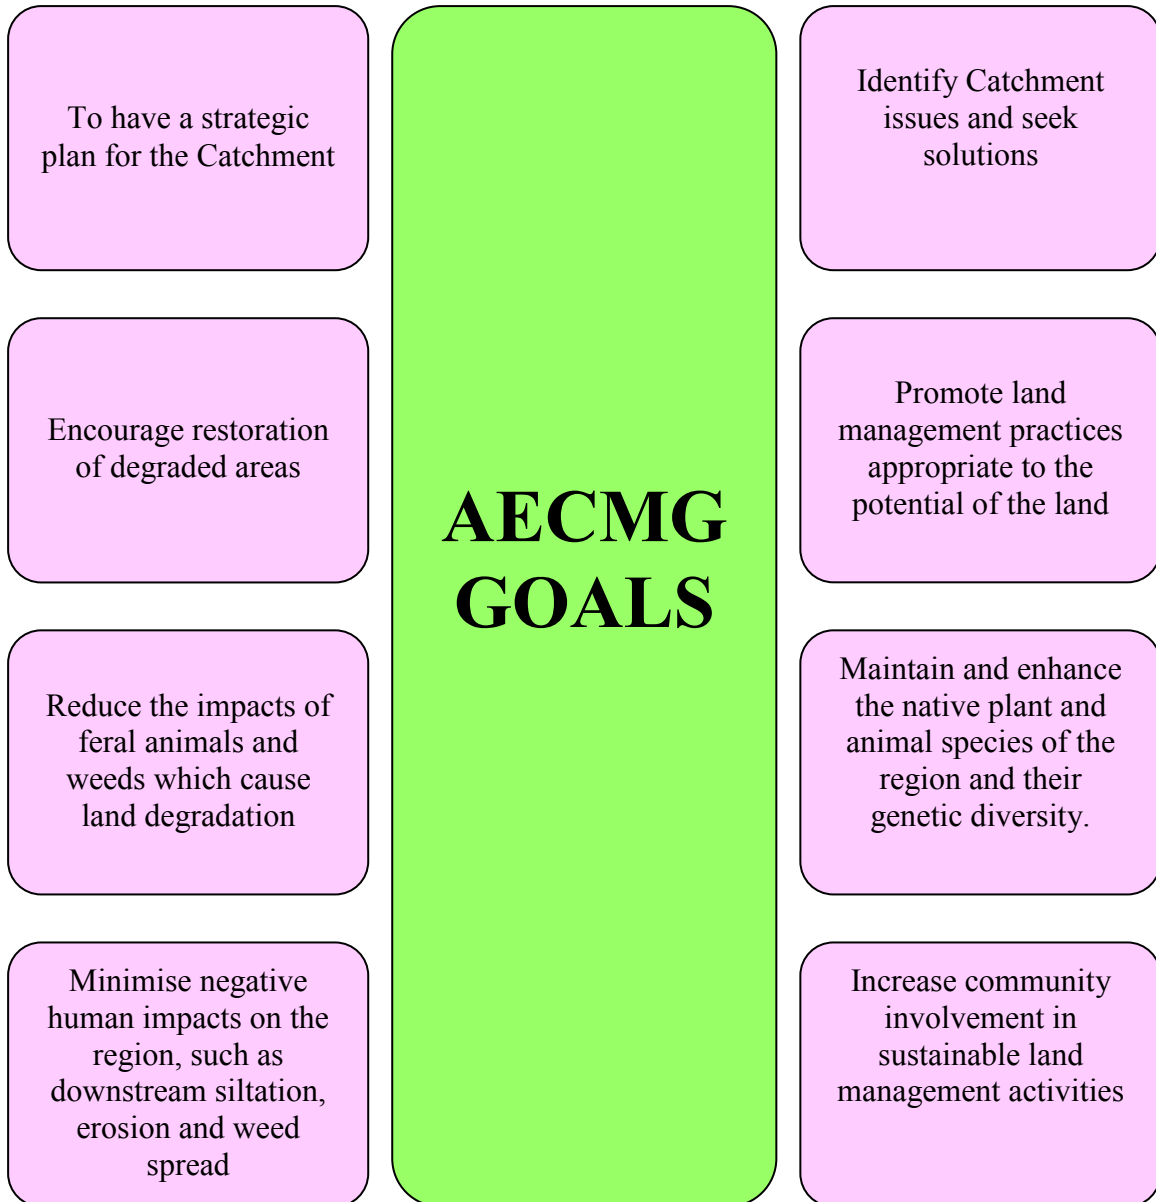 To have a strategic
plan for the Catchment
Encourage restoration
of degraded areas
Reduce the impacts of
feral animals and
weeds which cause
land degradation
Minimise negative
human impacts on the
region, such as
downstream siltation,
erosion and weed
spread
AECMG
GOALS
Identify Catchment
issues and seek
solutions
Promote land
management practices
appropriate to the
potential of the land
Maintain and enhance
the native plant and
animal species of the
region and their
genetic diversity.
Increase community
involvement in
sustainable land
management activities